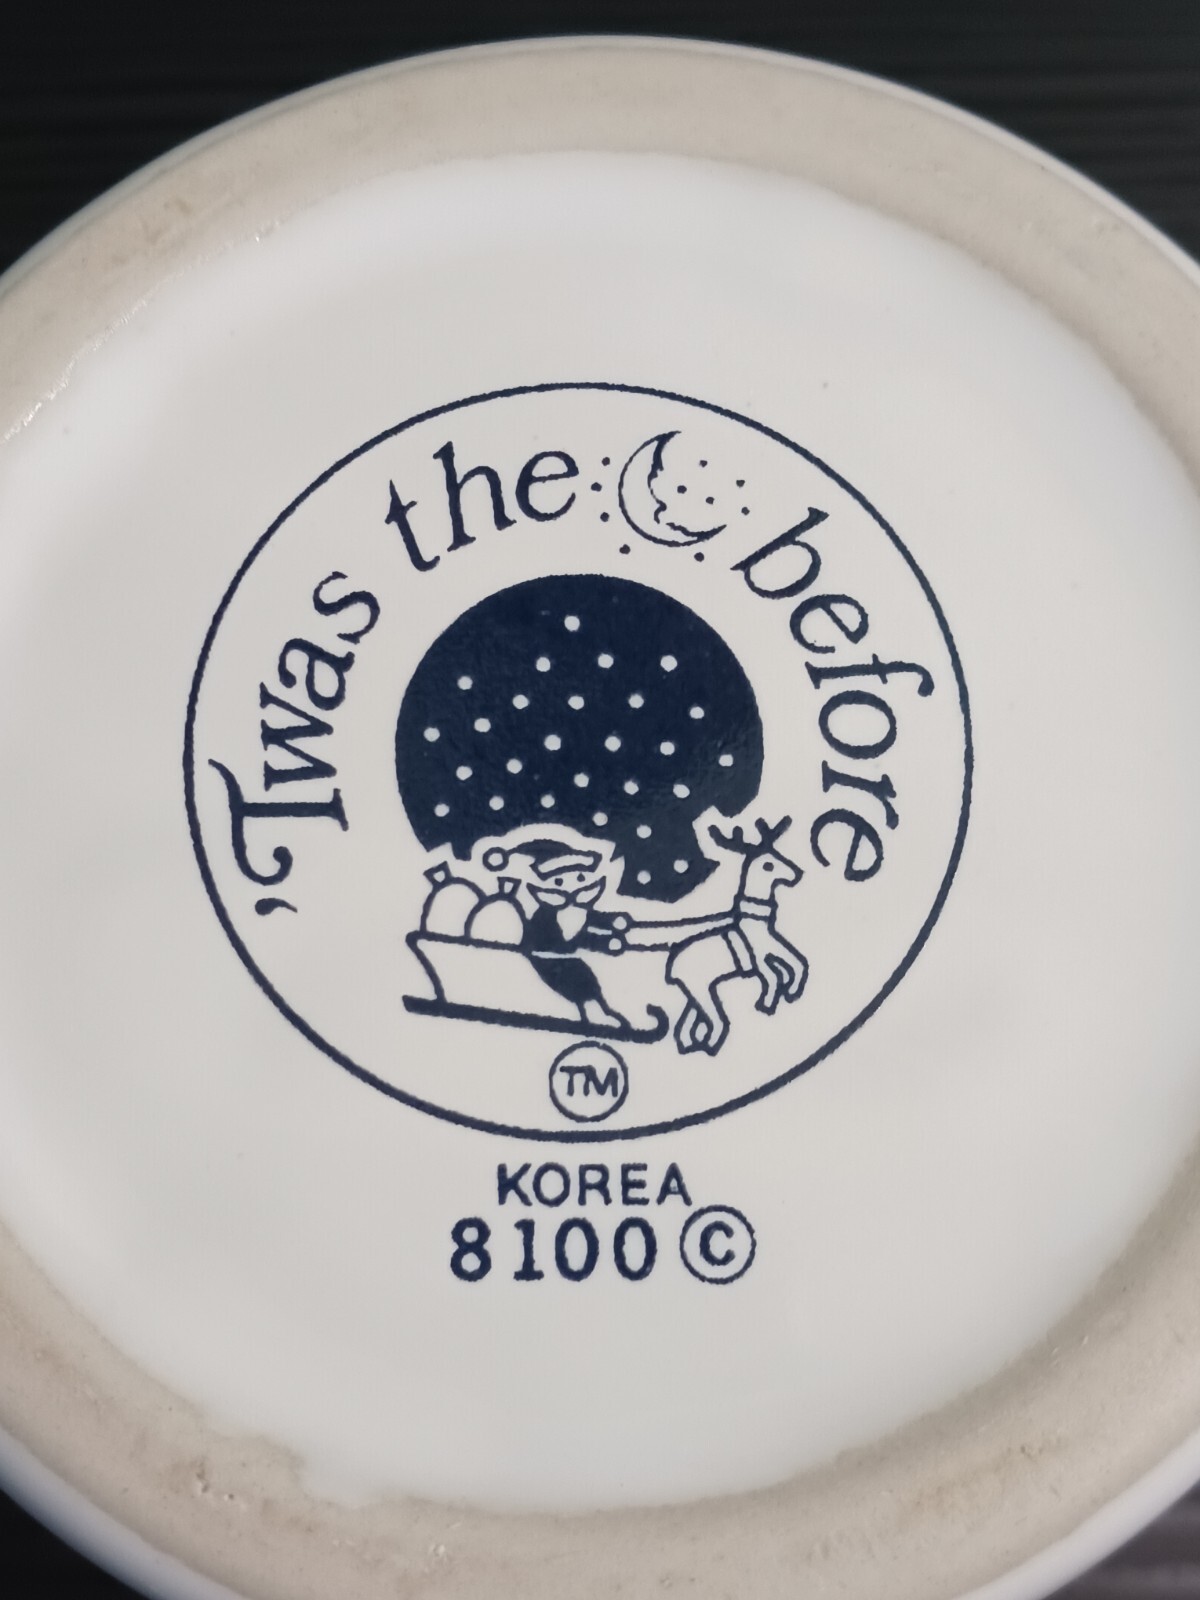 'Twas the before
TM
KOREA
8100 ©